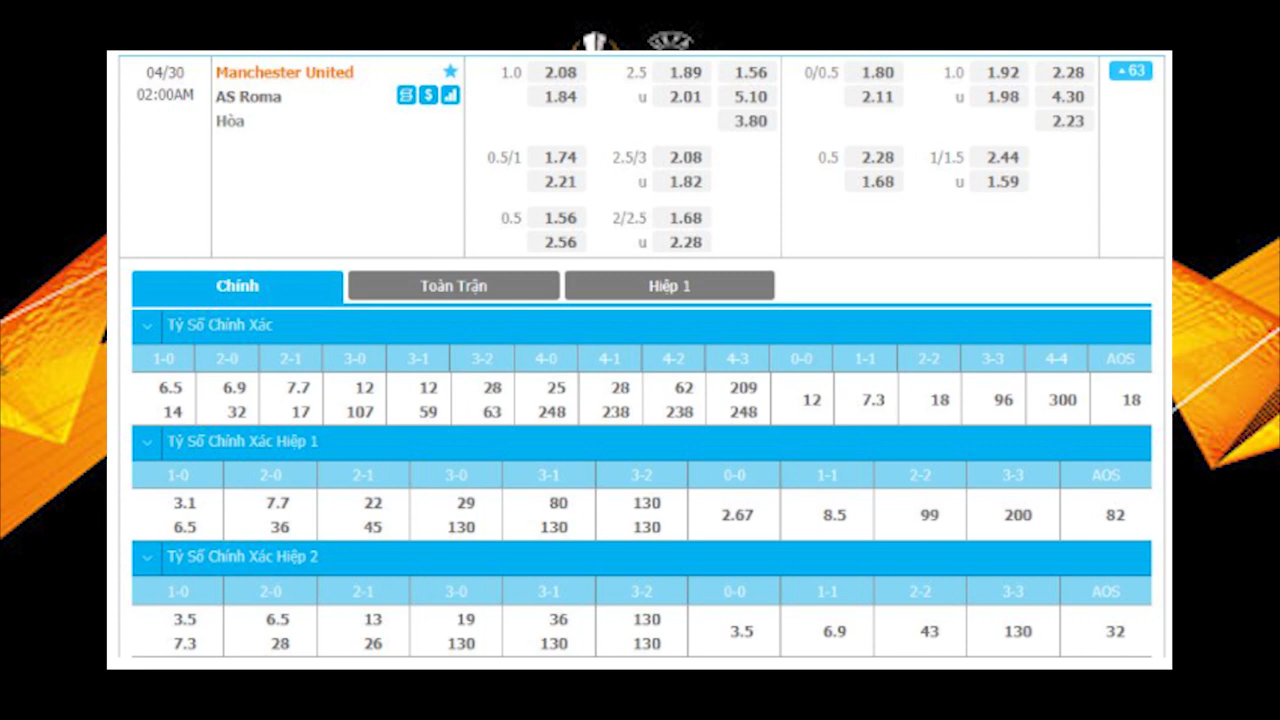 UEFA
04/30 Manchester United 1.0 2.08 2.5 1.89 1.56 0/0.5 1.80 1.0 1.92 2.28 63
02:00AM AS Roma $ 1.84 u 2.01 5.10 2.11 u 1.98 4.30
Hòa 3.80 2.23
0.5/1 1.74 2.5/3 2.08 0.5 2.28 1/1.5 2.44
2.21 u 1.82 1.68 u 1.59
0.5 1.56 2/2.5 1.68
2.56 u 2.28
Chính Toàn Trận Hiệp 1
Tỷ Số Chính Xác
1-0 2-0 2-1 3-0 3-1 3-2 4-0 4-1 4-2 4-3 0-0 1-1 2-2 3-3 4-4 AOS
6.5 6.9 7.7 12 12 28 25 28 62 209
12 7.3 18 96 300 18
14 32 17 107 59 63 248 238 238 248
Tỷ Số Chính Xác Hiệp 1
1-0 2-0 2-1 3-0 3-1 3-2 0-0 1-1 2-2 3-3 AOS
3.1 7.7 22 29 80 130
2.67 8.5 99 200 82
6.5 36 45 130 130 130
Tỷ Số Chính Xác Hiệp 2
1-0 2-0 2-1 3-0 3-1 3-2 0-0 1-1 2-2 3-3 AOS
3.5 6.5 13 19 36 130
3.5 6.9 43 130 32
7.3 28 26 130 130 130